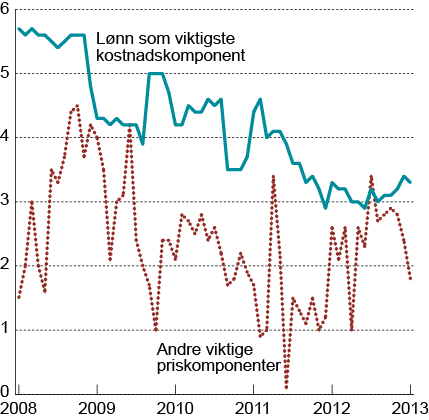 6
Lønn som viktigste
kostnadskomponent
5
4
3
2
1
Andre viktige
priskomponenter
0
2008 2009 2010 2011 2012 2013